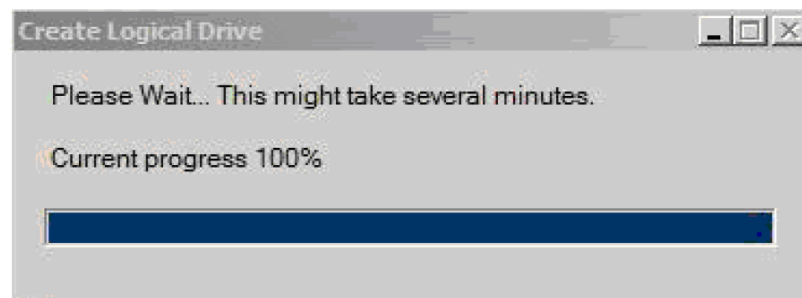 Create Logical Drive
Please Wait... This might take several minutes.
Current progress 100%